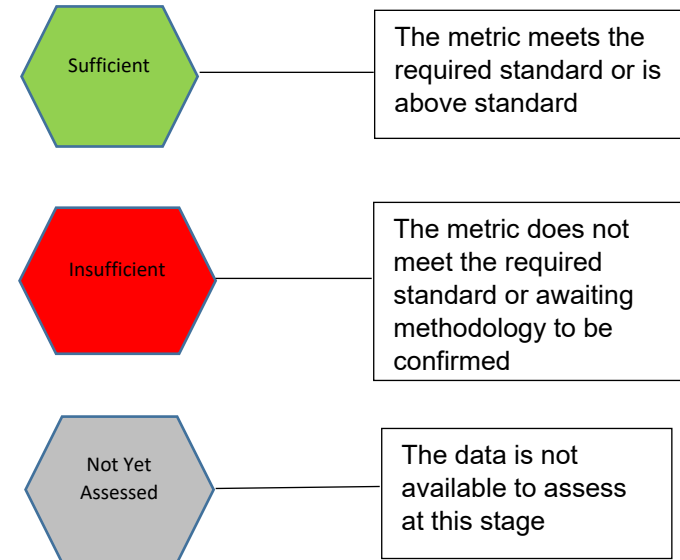 Sufficient
The metric meets the
required standard or is
above standard
Insufficient
The metric does not
meet the required
standard or awaiting
methodology to be
confirmed
Not Yet
Assessed
The data is not
available to assess
at this stage